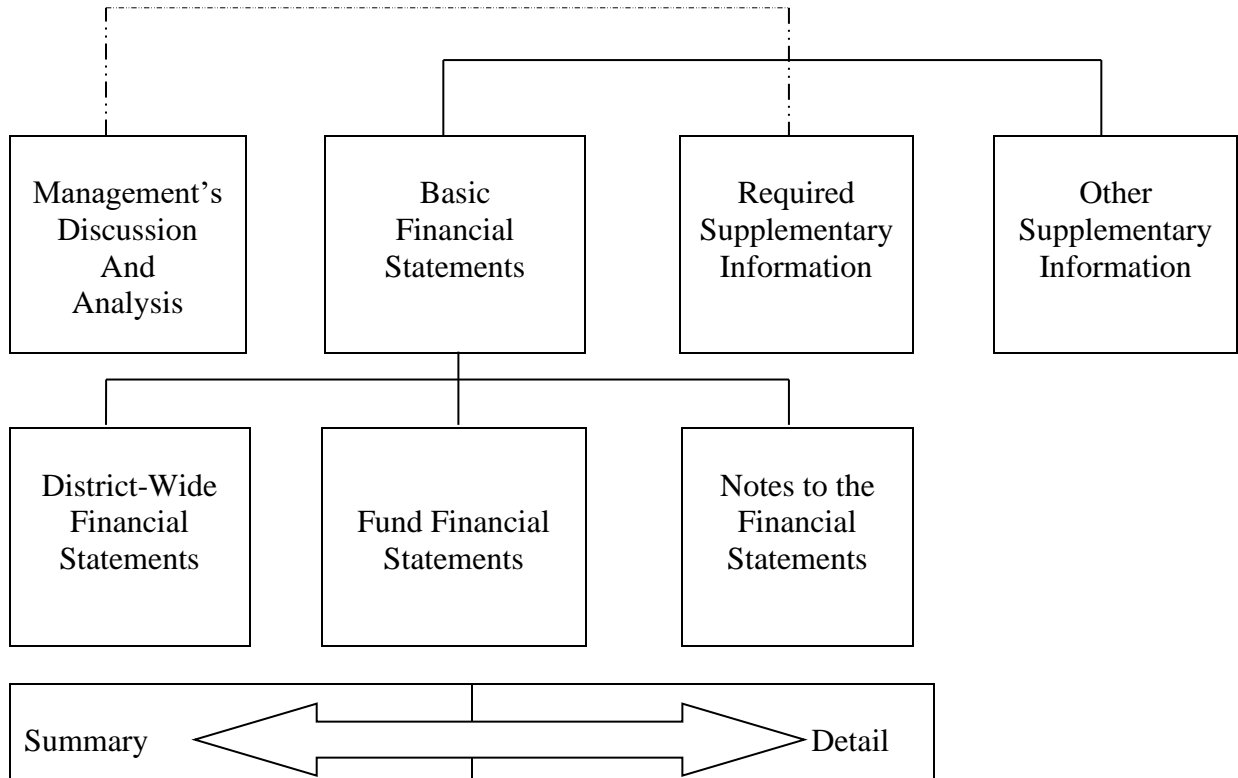 Management’s
Discussion
And
Analysis
Basic
Financial
Statements
Required
Supplementary
Information
Other
Supplementary
Information
District-Wide
Financial
Statements
Fund Financial
Statements
Notes to the
Financial
Statements
Summary
Detail